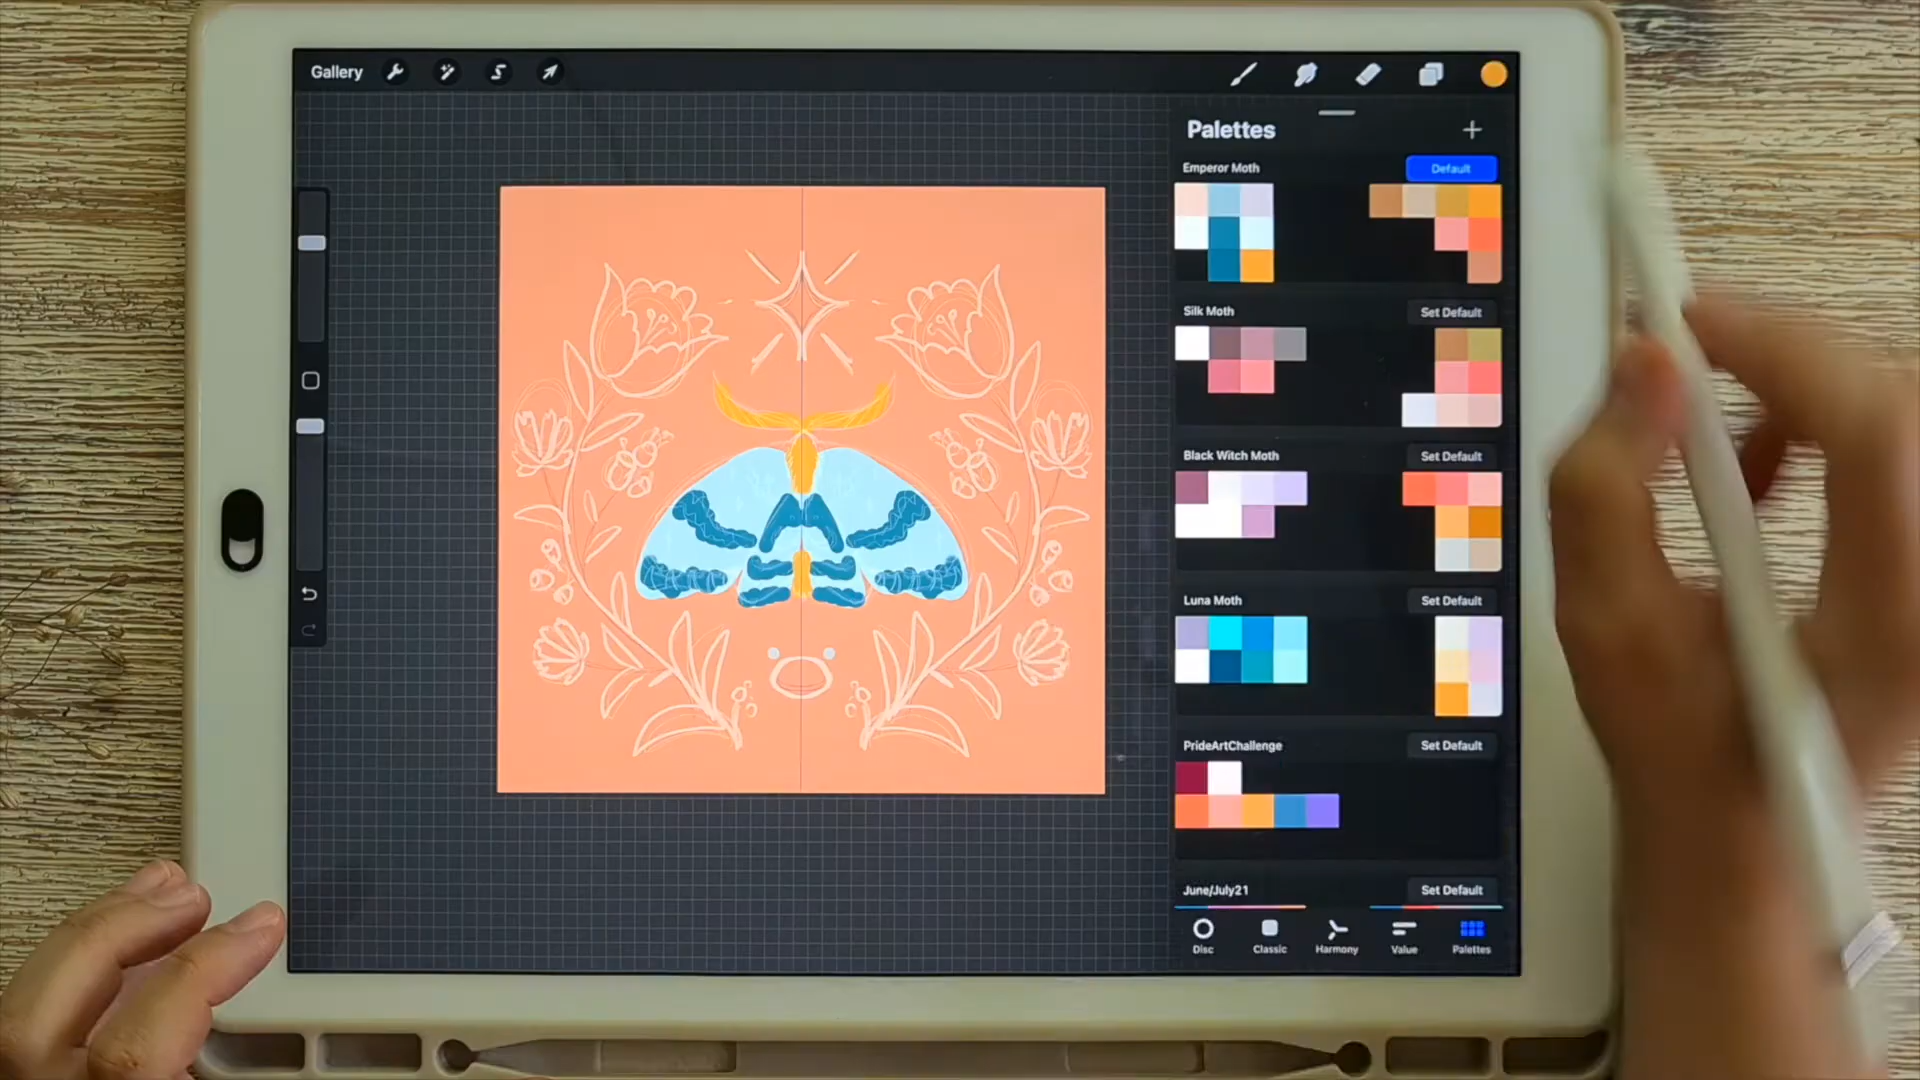 Gallery
Palettes
Emperor Moth
Default
Silk Moth
Set Default
Black Witch Moth
Set Default
Luna Moth
Set Default
PrideArtChallenge
Set Default
June/July21
Set Default
Disc
Classic
Harmony
Value
Palettes